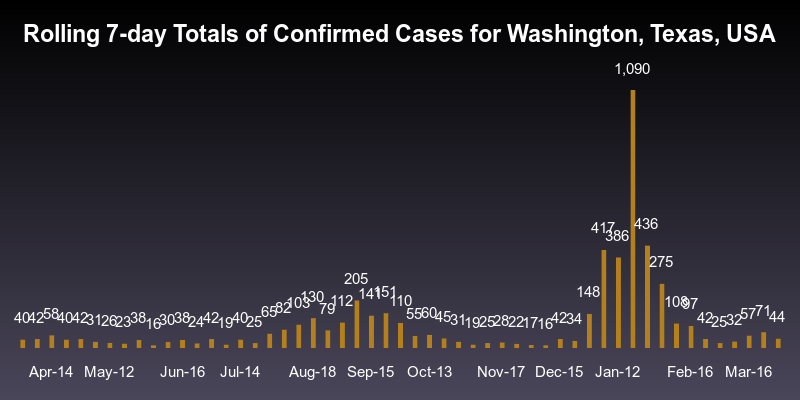 Rolling 7-day Totals of Confirmed Cases for Washington, Texas, USA
1,090
417 386 436
275
205
148
103 130 79 112 141 151 110 108 97
40 42 58 40 42 31 26 23 38 16 30 38 24 42 19 40 25 65 82 55 60 45 31 19 25 28 22 17 16 42 34 42 25 32 57 71 44
Apr-14 May-12 Jun-16 Jul-14 Aug-18 Sep-15 Oct-13 Nov-17 Dec-15 Jan-12 Feb-16 Mar-16